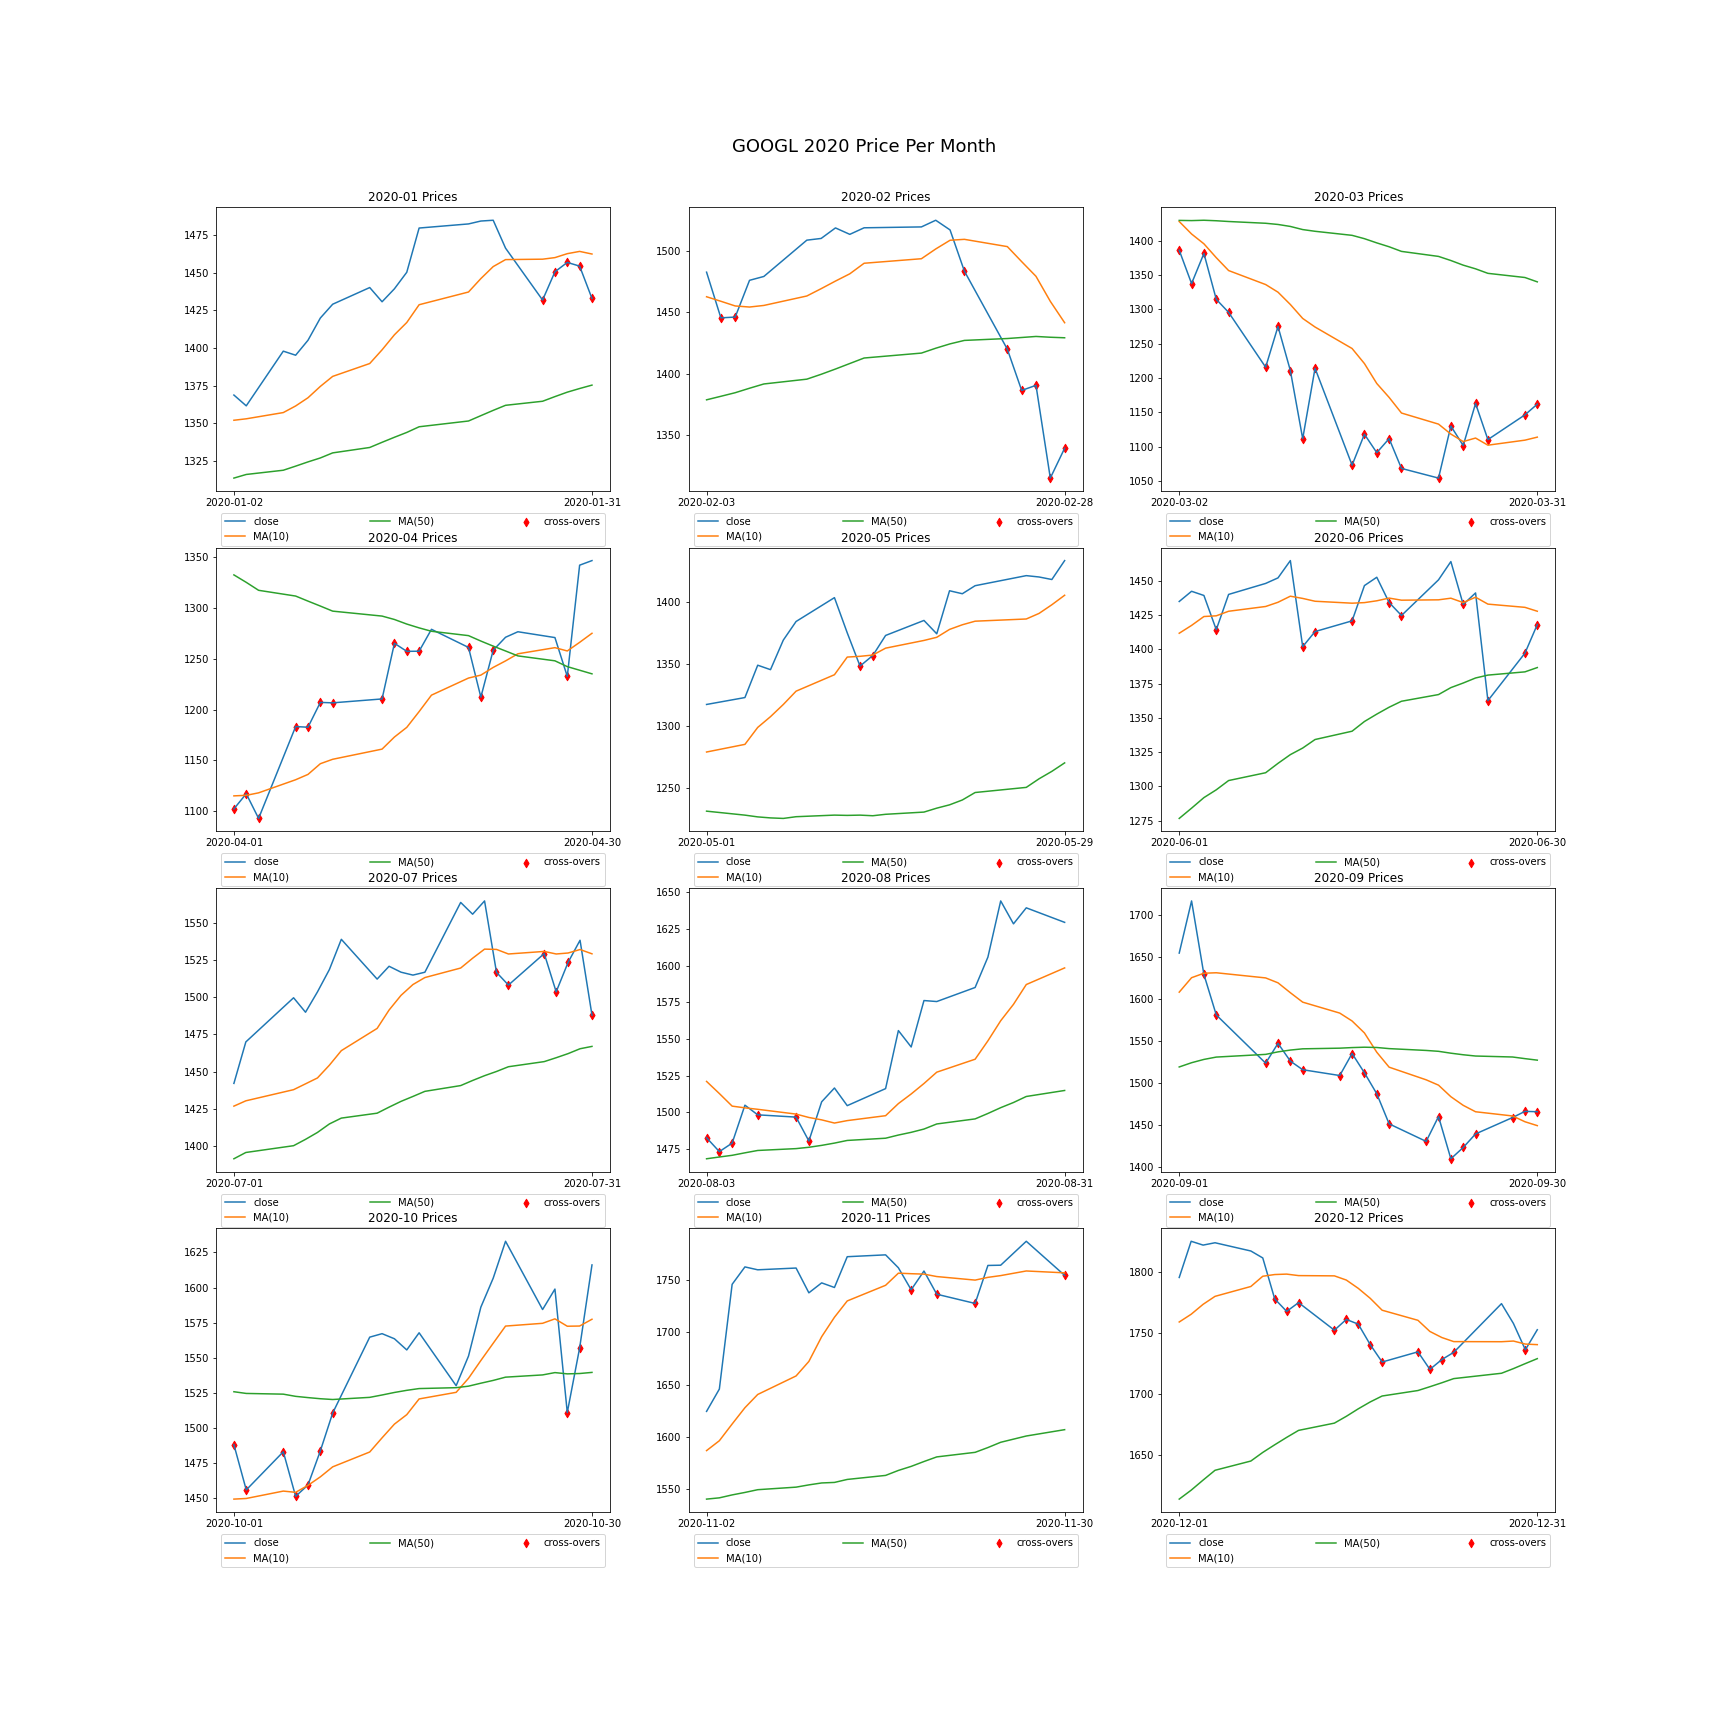 GOOGL 2020 Price Per Month
2020-01 Prices
1475
1450
1425
1400
1375
1350
1325
2020-01-02 2020-01-31
close MA(50) cross-overs
MA(10)
2020-02 Prices
1500
1450
1400
1350
2020-02-03 2020-02-28
close MA(50) cross-overs
MA(10)
2020-03 Prices
1400
1350
1300
1250
1200
1150
1100
1050
2020-03-02 2020-03-31
close MA(50) cross-overs
MA(10)
2020-04 Prices
1350
1300
1250
1200
1150
1100
2020-04-01 2020-04-30
close MA(50) cross-overs
MA(10)
2020-05 Prices
1400
1350
1300
1250
2020-05-01 2020-05-29
close MA(50) cross-overs
MA(10)
2020-06 Prices
1450
1425
1400
1375
1350
1325
1300
1275
2020-06-01 2020-06-30
close MA(50) cross-overs
MA(10)
2020-07 Prices
1550
1525
1500
1475
1450
1425
1400
2020-07-01 2020-07-31
close MA(50) cross-overs
MA(10)
2020-08 Prices
1650
1625
1600
1575
1550
1525
1500
1475
2020-08-03 2020-08-31
close MA(50) cross-overs
MA(10)
2020-09 Prices
1700
1650
1600
1550
1500
1450
1400
2020-09-01 2020-09-30
close MA(50) cross-overs
MA(10)
2020-10 Prices
1625
1600
1575
1550
1525
1500
1475
1450
2020-10-01 2020-10-30
close MA(50) cross-overs
MA(10)
2020-11 Prices
1750
1700
1650
1600
1550
2020-11-02 2020-11-30
close MA(50) cross-overs
MA(10)
2020-12 Prices
1800
1750
1700
1650
2020-12-01 2020-12-31
close MA(50) cross-overs
MA(10)